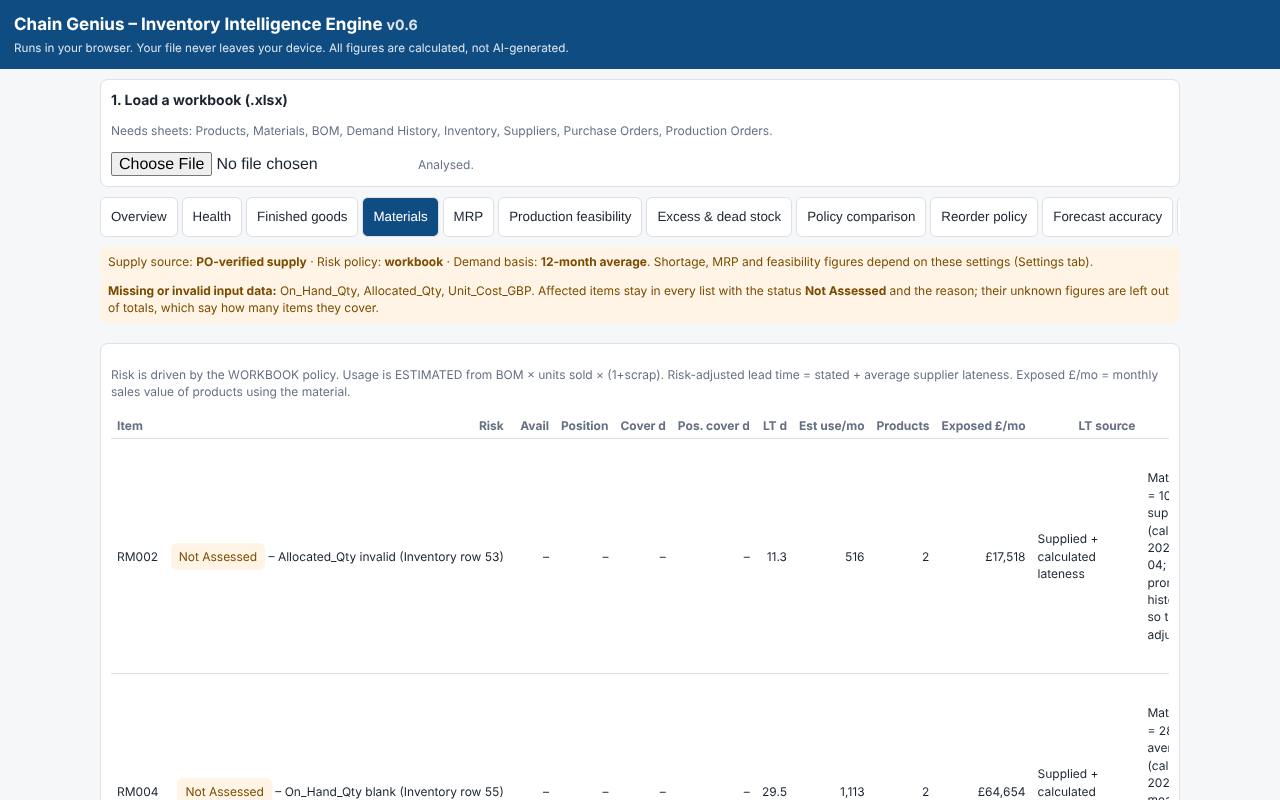 Chain Genius – Inventory Intelligence Engine v0.6
Runs in your browser. Your file never leaves your device. All figures are calculated, not AI-generated.
1. Load a workbook (.xlsx)
Needs sheets: Products, Materials, BOM, Demand History, Inventory, Suppliers, Purchase Orders, Production Orders.
Choose File No file chosen Analysed.
Overview Health Finished goods Materials MRP Production feasibility Excess & dead stock Policy comparison Reorder policy Forecast accuracy
Supply source: PO-verified supply · Risk policy: workbook · Demand basis: 12-month average. Shortage, MRP and feasibility figures depend on these settings (Settings tab).
Missing or invalid input data: On_Hand_Qty, Allocated_Qty, Unit_Cost_GBP. Affected items stay in every list with the status Not Assessed and the reason; their unknown figures are left out
of totals, which say how many items they cover.
Risk is driven by the WORKBOOK policy. Usage is ESTIMATED from BOM × units sold × (1+scrap). Risk-adjusted lead time = stated + average supplier lateness. Exposed £/mo = monthly
sales value of products using the material.
Item Risk Avail Position Cover d Pos. cover d LT d Est use/mo Products Exposed £/mo LT source
RM002 Not Assessed – Allocated_Qty invalid (Inventory row 53) – – – – 11.3 516 2 £17,518
Supplied +
calculated
lateness
= 10
(cal
202
04;
so t
RM004 Not Assessed – On_Hand_Qty blank (Inventory row 55) – – – – 29.5 1,113 2 £64,654
Supplied +
calculated
= 28
(cal
202